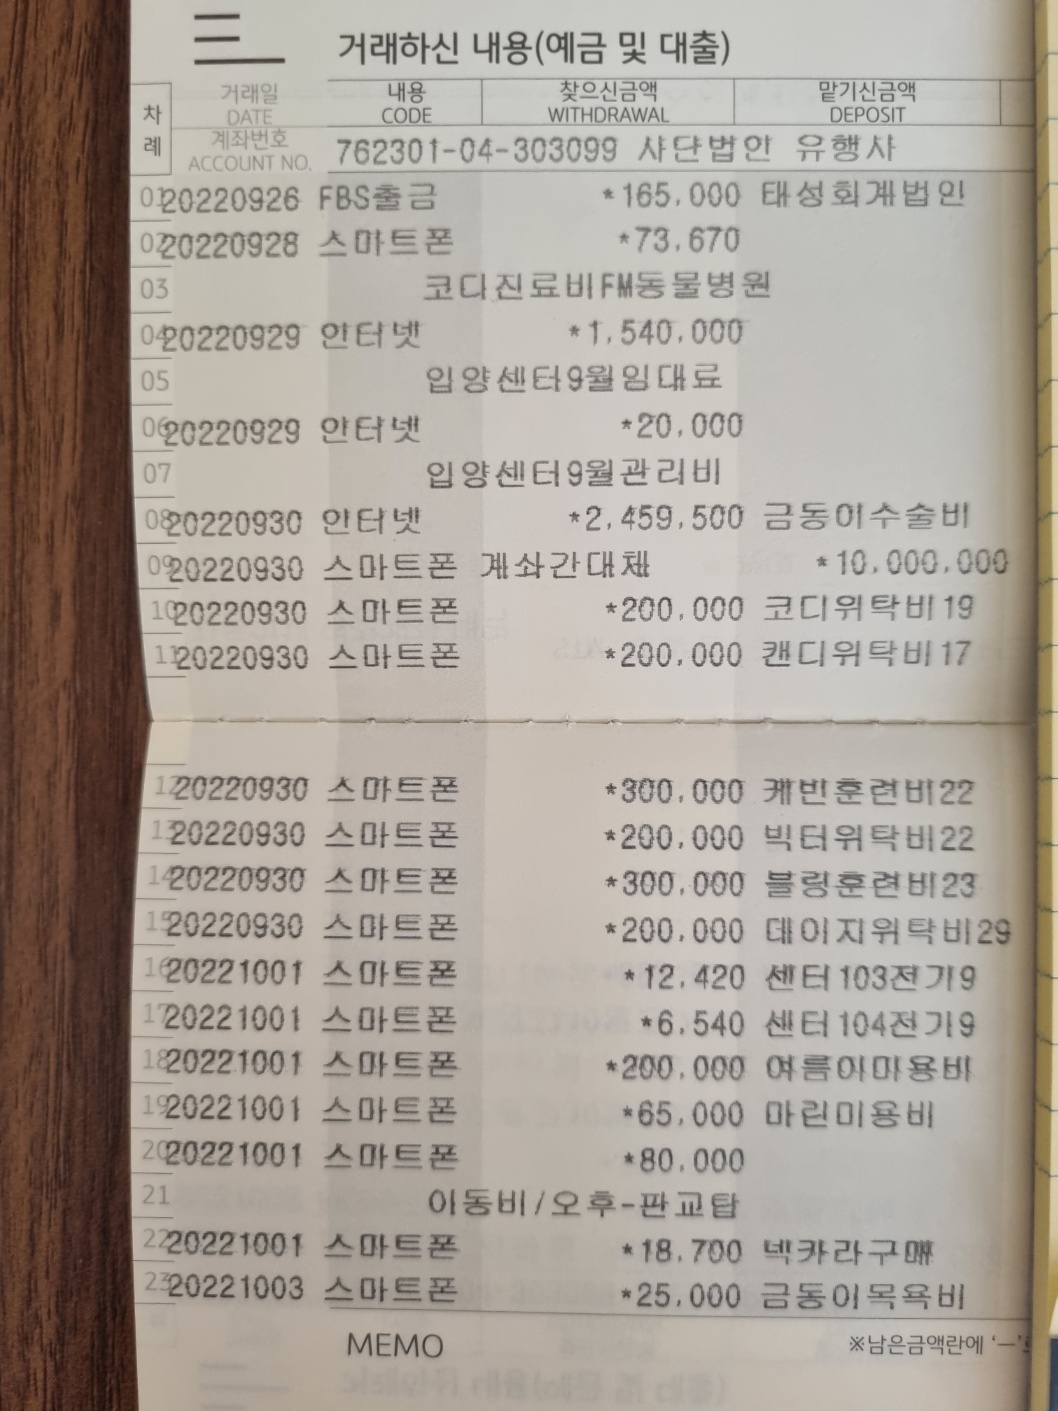 거래하신 내용(예금 및 대출)
차례 거래일 DATE 내용 CODE 찾으신금액 WITHDRAWAL 맡기신금액 DEPOSIT
계좌번호 ACCOUNT NO. 762301-04-303099 사단법인 유행사
01 20220926 FBS출금 *165,000 태성회계법인
02 20220928 스마트폰 *73,670
03 코디진료비FM동물병원
04 20220929 인터넷 *1,540,000
05 입양센터9월임대료
06 20220929 인터넷 *20,000
07 입양센터9월관리비
08 20220930 인터넷 *2,459,500 금동이수술비
09 20220930 스마트폰 계좌간대체 *10,000,000
10 20220930 스마트폰 *200,000 코디위탁비19
11 20220930 스마트폰 *200,000 캔디위탁비17
12 20220930 스마트폰 *300,000 케빈훈련비22
13 20220930 스마트폰 *200,000 빅터위탁비22
14 20220930 스마트폰 *300,000 볼링훈련비23
15 20220930 스마트폰 *200,000 데이지위탁비29
16 20221001 스마트폰 *12,420 센터103전기9
17 20221001 스마트폰 *6,540 센터104전기9
18 20221001 스마트폰 *200,000 여름이미용비
19 20221001 스마트폰 *65,000 마린미용비
20 20221001 스마트폰 *80,000
21 이동비/오후-판교탑
22 20221001 스마트폰 *18,700 넥카라구매
23 20221003 스마트폰 *25,000 금동이목욕비
MEMO ※남은금액란에 '-'